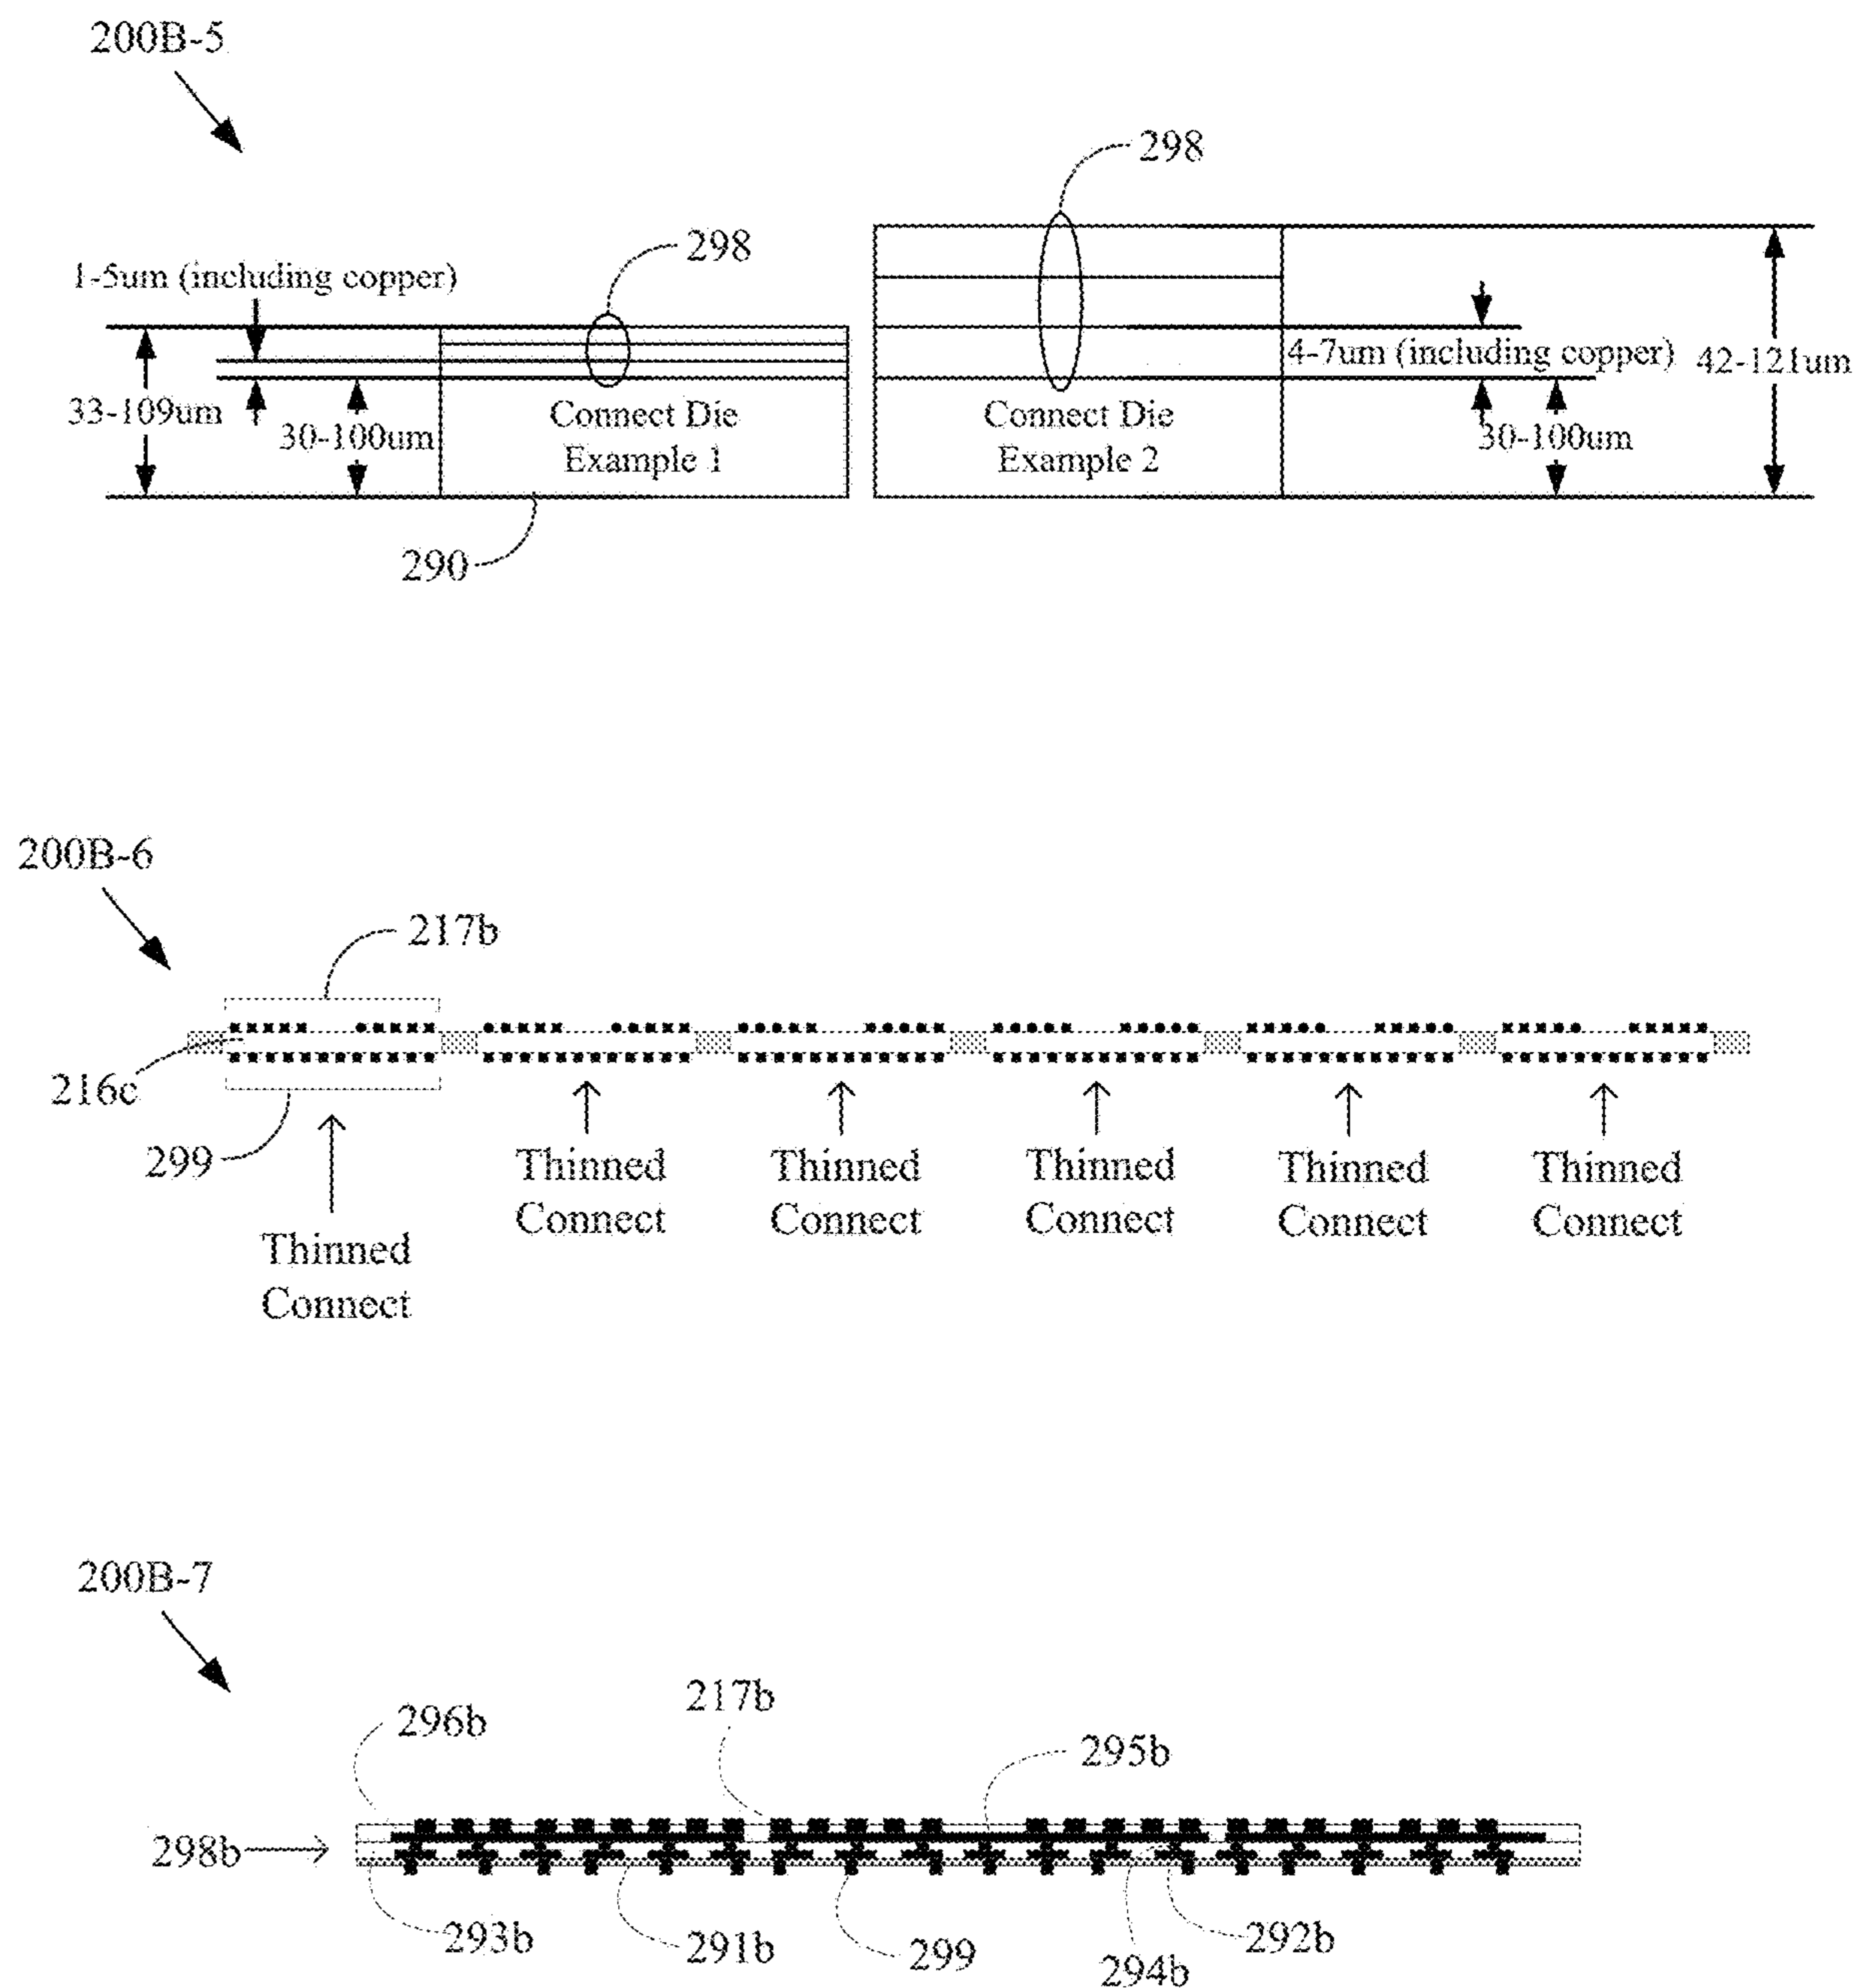 200B-5
298
298
1-5um (including copper)
4-7um (including copper)
42-121um
33-109um
30-100um
Connect Die
Example 1
Connect Die
Example 2
30-100um
290
200B-6
217b
216c
299
Thinned
Connect
Thinned
Connect
Thinned
Connect
Thinned
Connect
Thinned
Connect
Thinned
Connect
200B-7
296b
217b
295b
298b
293b
291b
299
294b
292b